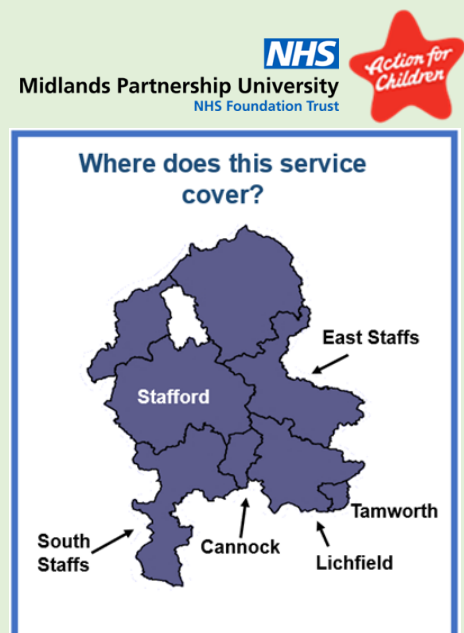 NHS
Midlands Partnership University
NHS Foundation Trust
Action for
Children
Where does this service
cover?
East Staffs
Stafford
Tamworth
South
Staffs
Cannock
Lichfield